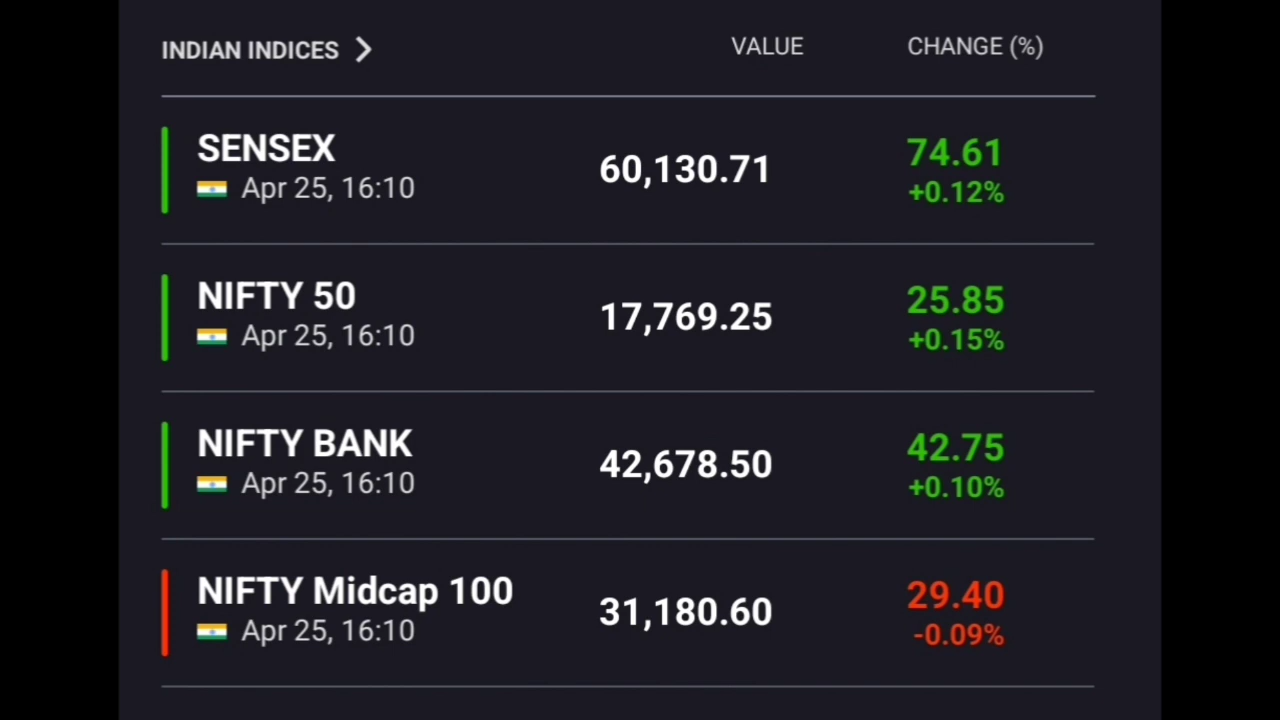 INDIAN INDICES VALUE CHANGE (%)
SENSEX
Apr 25, 16:10
60,130.71
74.61
+0.12%
NIFTY 50
Apr 25, 16:10
17,769.25
25.85
+0.15%
NIFTY BANK
Apr 25, 16:10
42,678.50
42.75
+0.10%
NIFTY Midcap 100
Apr 25, 16:10
31,180.60
29.40
-0.09%